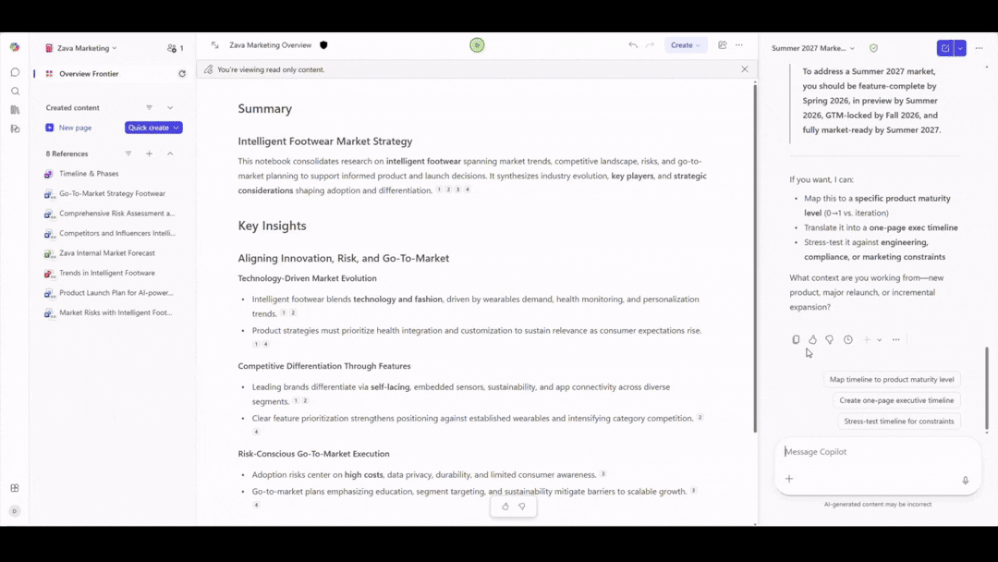 Zava Marketing
1
Overview Frontier
Created content
New page
Quick create
8 References
Timeline & Phases
Go-To-Market Strategy Footwear
Comprehensive Risk Assessment a...
Competitors and Influencers Intelli...
Zava Internal Market Forecast
Trends in Intelligent Footware
Product Launch Plan for AI-power...
Market Risks with Intelligent Foot...
D
Zava Marketing Overview
D
Create
You're viewing read only content.
Summary
Intelligent Footwear Market Strategy
This notebook consolidates research on intelligent footwear spanning market trends, competitive landscape, risks, and go-to-
market planning to support informed product and launch decisions. It synthesizes industry evolution, key players, and strategic
considerations shaping adoption and differentiation. 1 2 3 4
Key Insights
Aligning Innovation, Risk, and Go-To-Market
Technology-Driven Market Evolution
• Intelligent footwear blends technology and fashion, driven by wearables demand, health monitoring, and personalization
trends. 1 2
• Product strategies must prioritize health integration and customization to sustain relevance as consumer expectations rise.
1 4
Competitive Differentiation Through Features
• Leading brands differentiate via self-lacing, embedded sensors, sustainability, and app connectivity across diverse
segments. 1 2
• Clear feature prioritization strengthens positioning against established wearables and intensifying category competition. 2
4
Risk-Conscious Go-To-Market Execution
• Adoption risks center on high costs, data privacy, durability, and limited consumer awareness. 3
• Go-to-market plans emphasizing education, segment targeting, and sustainability mitigate barriers to scalable growth. 3
4
Summer 2027 Marke...
To address a Summer 2027 market,
you should be feature-complete by
Spring 2026, in preview by Summer
2026, GTM-locked by Fall 2026, and
fully market-ready by Summer 2027.
If you want, I can:
• Map this to a specific product maturity
level (0→1 vs. iteration)
• Translate it into a one-page exec timeline
• Stress-test it against engineering,
compliance, or marketing constraints
What context are you working from—new
product, major relaunch, or incremental
expansion?
Map timeline to product maturity level
Create one-page executive timeline
Stress-test timeline for constraints
Message Copilot
AI-generated content may be incorrect